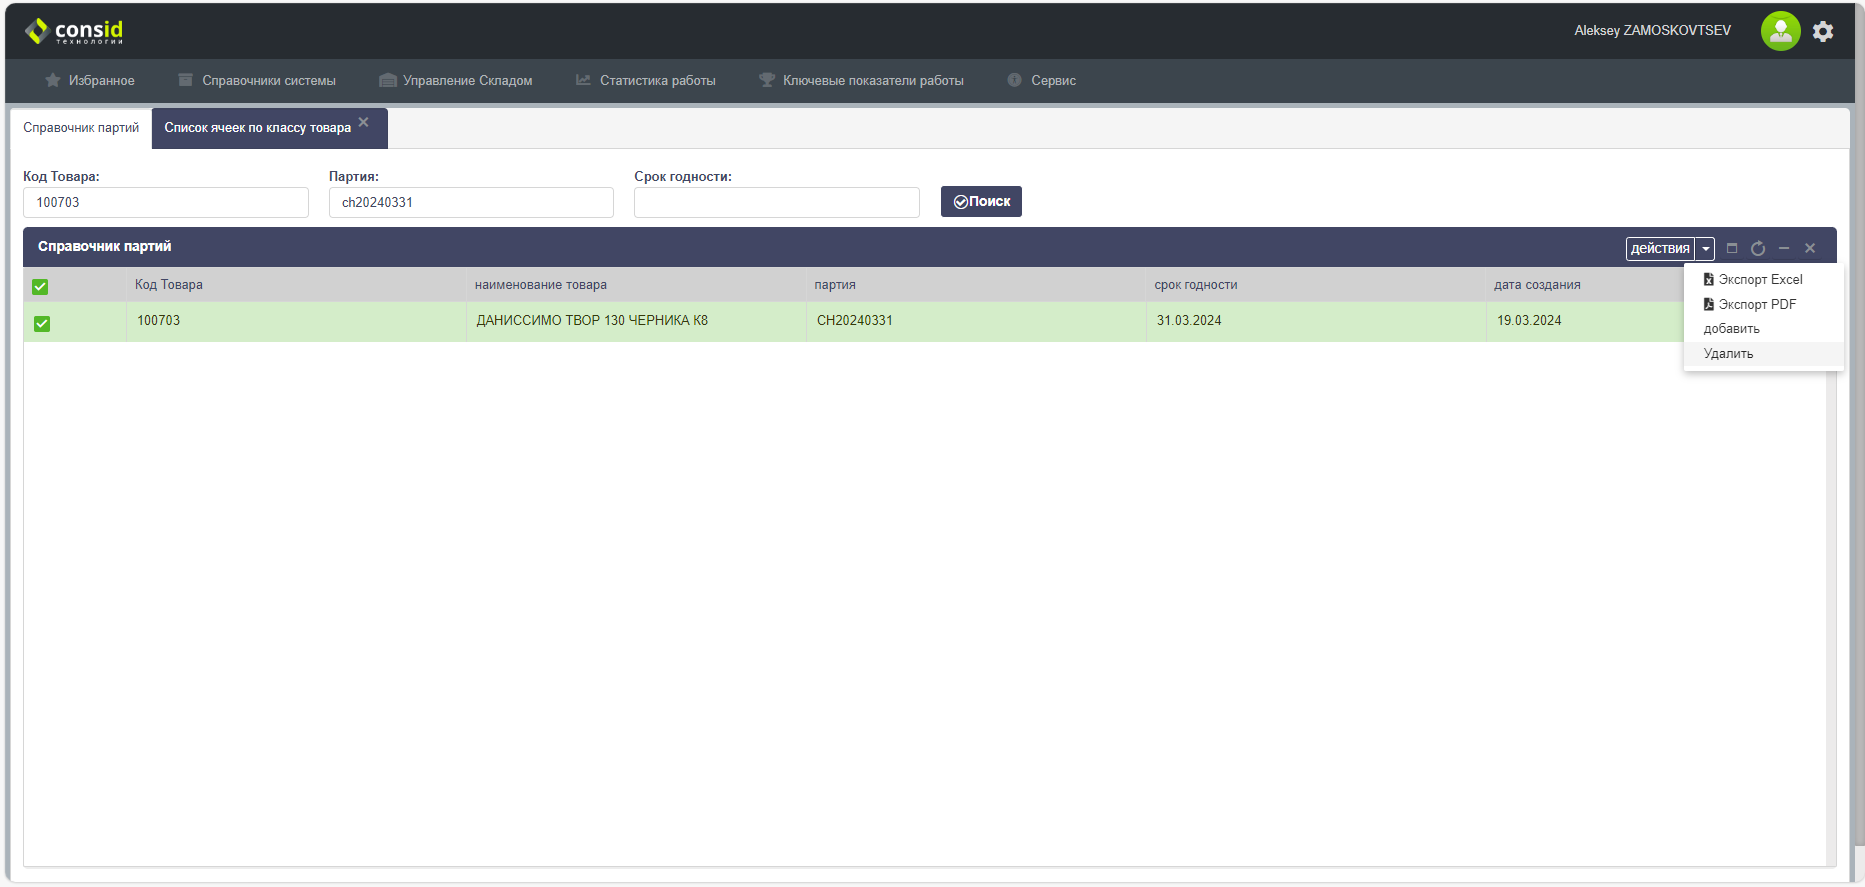 consid
технологии
Aleksey ZAMOSKOVTSEV
Избранное
Справочники системы
Управление Складом
Статистика работы
Ключевые показатели работы
Сервис
Справочник партий
Список ячеек по классу товара
Код Товара:
Партия:
Срок годности:
100703
ch20240331
Поиск
Справочник партий
действия
Код Товара
наименование товара
партия
срок годности
дата создания
100703
ДАНИССИМО ТВОР 130 ЧЕРНИКА К8
CH20240331
31.03.2024
19.03.2024
Экспорт Excel
Экспорт PDF
добавить
Удалить